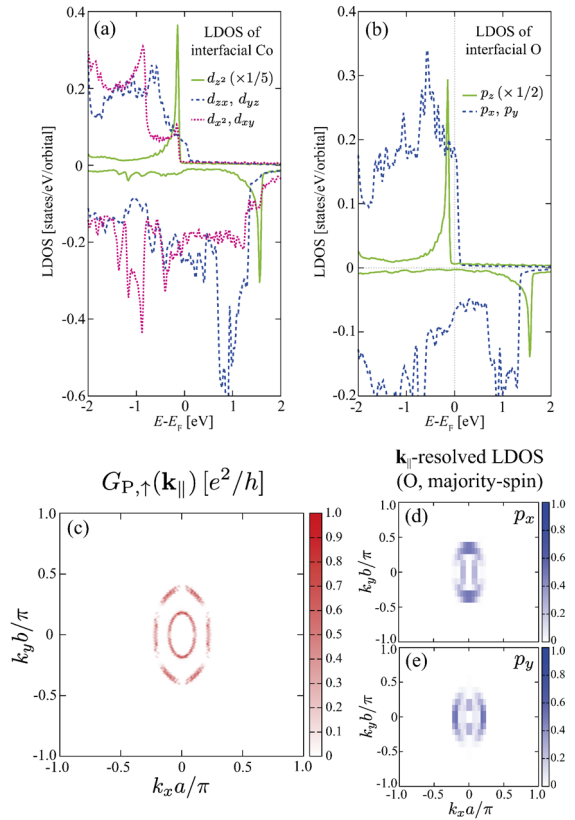 (a)
LDOS of
interfacial Co
d_{z²} (×1/5)
d_{zx}, d_{yz}
d_{x²}, d_{xy}
LDOS [states/eV/orbital]
0.4
0.2
0
-0.2
-0.4
-0.6
-2 -1 0 1 2
E-E_F [eV]
(b)
LDOS of
interfacial O
p_z (×1/2)
p_x, p_y
LDOS [states/eV/orbital]
0.4
0.3
0.2
0.1
0
-0.1
-0.2
-2 -1 0 1 2
E-E_F [eV]
G_{P,↑}(k_∥) [e²/h]
(c)
k_y b/π
1.0
0.5
0
-0.5
-1.0
-1.0 -0.5 0 0.5 1.0
k_x a/π
1.0
0.9
0.8
0.7
0.6
0.5
0.4
0.3
0.2
0.1
0
k_∥-resolved LDOS
(O, majority-spin)
(d)
p_x
k_y b/π
1.0
0.5
0
-0.5
-1.0
1.0
0.8
0.6
0.4
0.2
0
(e)
p_y
k_y b/π
1.0
0.5
0
-0.5
-1.0
-1.0 -0.5 0 0.5 1.0
k_x a/π
1.0
0.8
0.6
0.4
0.2
0